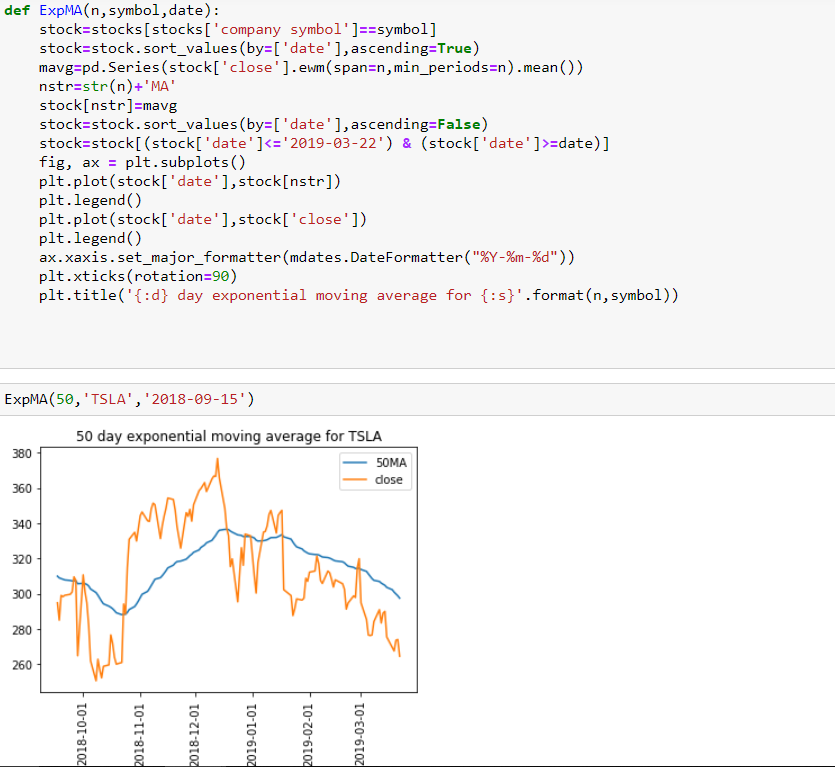 def ExpMA(n,symbol,date):
    stock=stocks[stocks['company symbol']==symbol]
    stock=stock.sort_values(by=['date'],ascending=True)
    mavg=pd.Series(stock['close'].ewm(span=n,min_periods=n).mean())
    nstr=str(n)+'MA'
    stock[nstr]=mavg
    stock=stock.sort_values(by=['date'],ascending=False)
    stock=stock[(stock['date']<='2019-03-22') & (stock['date']>=date)]
    fig, ax = plt.subplots()
    plt.plot(stock['date'],stock[nstr])
    plt.legend()
    plt.plot(stock['date'],stock['close'])
    plt.legend()
    ax.xaxis.set_major_formatter(mdates.DateFormatter("%Y-%m-%d"))
    plt.xticks(rotation=90)
    plt.title('{:d} day exponential moving average for {:s}'.format(n,symbol))
ExpMA(50,'TSLA','2018-09-15')
50 day exponential moving average for TSLA
380
360
340
320
300
280
260
50MA
close
2018-10-01
2018-11-01
2018-12-01
2019-01-01
2019-02-01
2019-03-01